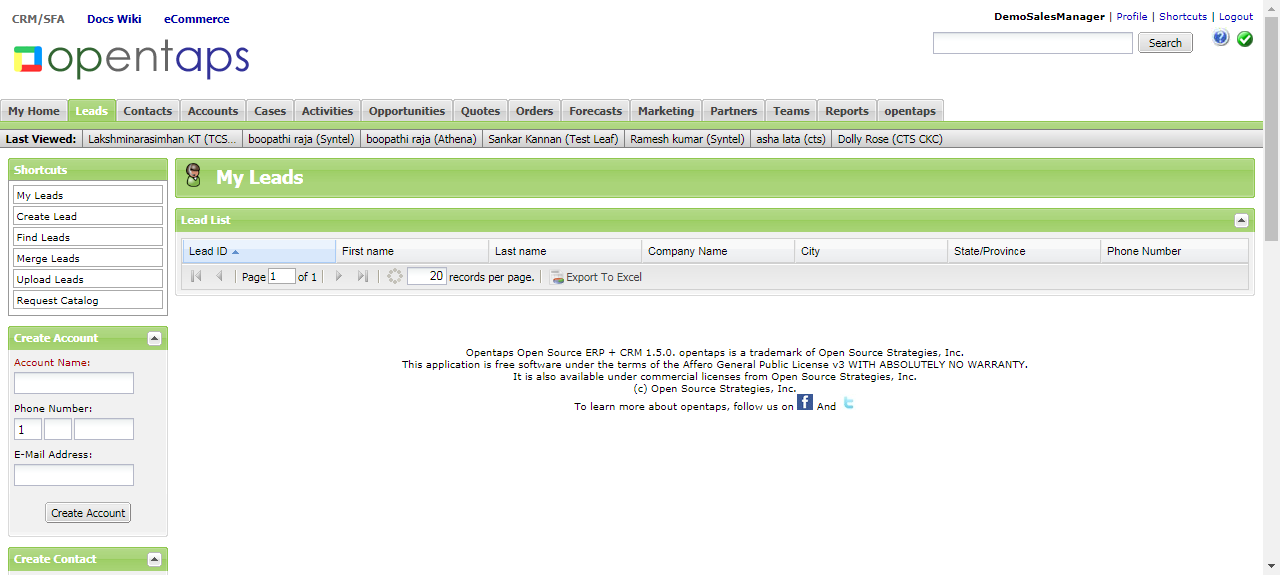 CRM/SFA Docs Wiki eCommerce
DemoSalesManager | Profile | Shortcuts | Logout
opentaps
Search
My Home Leads Contacts Accounts Cases Activities Opportunities Quotes Orders Forecasts Marketing Partners Teams Reports opentaps
Last Viewed: Lakshminarasimhan KT (TCS... boopathi raja (Syntel) boopathi raja (Athena) Sankar Kannan (Test Leaf) Ramesh kumar (Syntel) asha lata (cts) Dolly Rose (CTS CKC)
Shortcuts
My Leads
Create Lead
Find Leads
Merge Leads
Upload Leads
Request Catalog
Create Account
Account Name:
Phone Number:
1
E-Mail Address:
Create Account
Create Contact
My Leads
Lead List
Lead ID First name Last name Company Name City State/Province Phone Number
Page 1 of 1 20 records per page. Export To Excel
Opentaps Open Source ERP + CRM 1.5.0. opentaps is a trademark of Open Source Strategies, Inc.
This application is free software under the terms of the Affero General Public License v3 WITH ABSOLUTELY NO WARRANTY.
It is also available under commercial licenses from Open Source Strategies, Inc.
(c) Open Source Strategies, Inc.
To learn more about opentaps, follow us on f And t